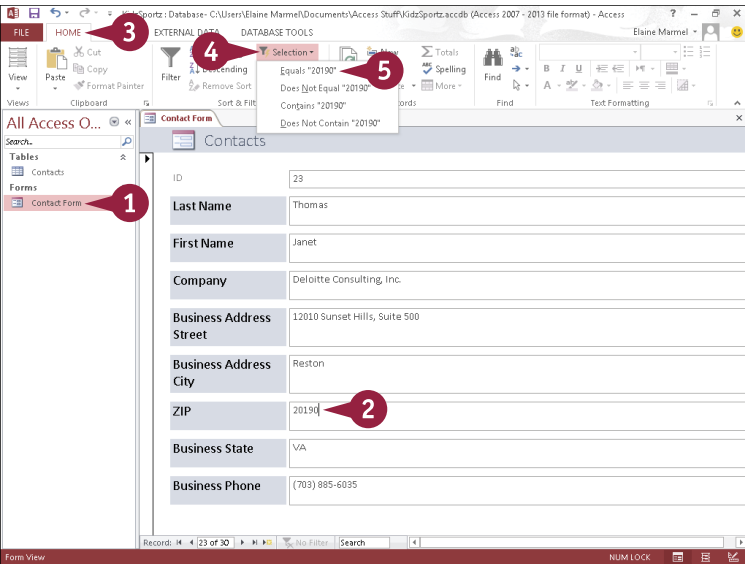 KidzSportz : Database- C:\Users\Elaine Marmel\Documents\Access Stuff\KidzSportz.accdb (Access 2007 - 2013 file format) - Access
FILE HOME EXTERNAL DATA DATABASE TOOLS Elaine Marmel
3
4
Cut
Copy
Format Painter
View
Paste
Filter
Descending
Remove Sort
Selection
New
Totals
Spelling
More
Find
abc
B I U
A
Views Clipboard Sort & Filt ords Find Text Formatting
Equals "20190"
5
Does Not Equal "20190"
Contains "20190"
Does Not Contain "20190"
All Access O...
Search..
Tables
Contacts
Forms
Contact Form
1
Contact Form
Contacts
ID 23
Last Name Thomas
First Name Janet
Company Deloitte Consulting, Inc.
Business Address Street 12010 Sunset Hills, Suite 500
Business Address City Reston
ZIP 20190
2
Business State VA
Business Phone (703) 885-6035
Record: 23 of 30 No Filter Search
Form View NUM LOCK